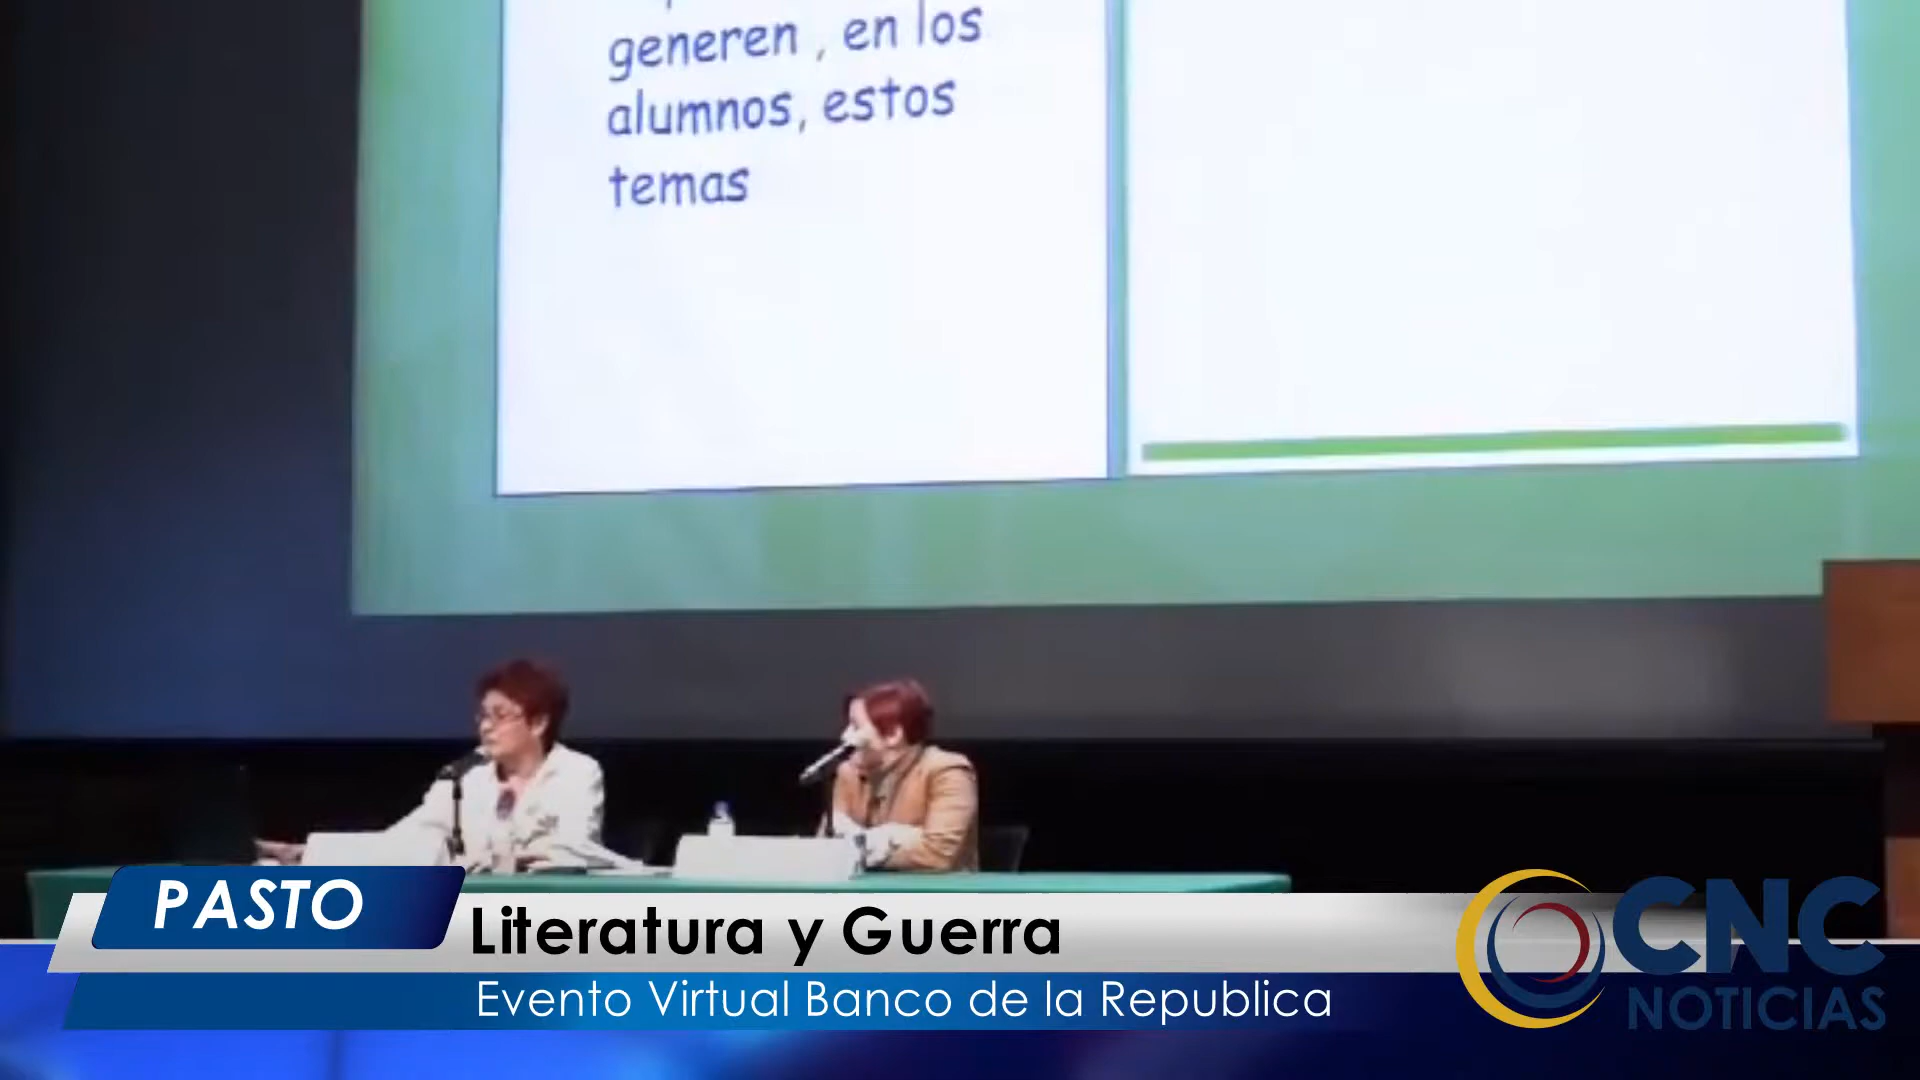 generen , en los
alumnos, estos
temas
PASTO
Literatura y Guerra
Evento Virtual Banco de la Republica
CNC
NOTICIAS